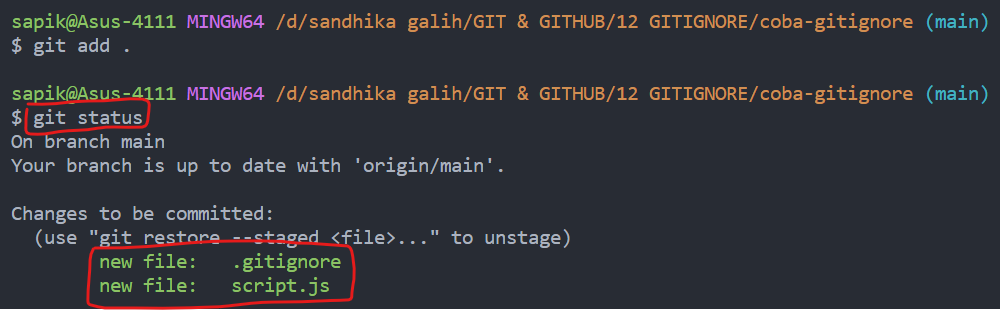 sapik@Asus-4111 MINGW64 /d/sandhika galih/GIT & GITHUB/12 GITIGNORE/coba-gitignore (main)
$ git add .
sapik@Asus-4111 MINGW64 /d/sandhika galih/GIT & GITHUB/12 GITIGNORE/coba-gitignore (main)
$ git status
On branch main
Your branch is up to date with 'origin/main'.
Changes to be committed:
(use "git restore --staged <file>..." to unstage)
new file: .gitignore
new file: script.js